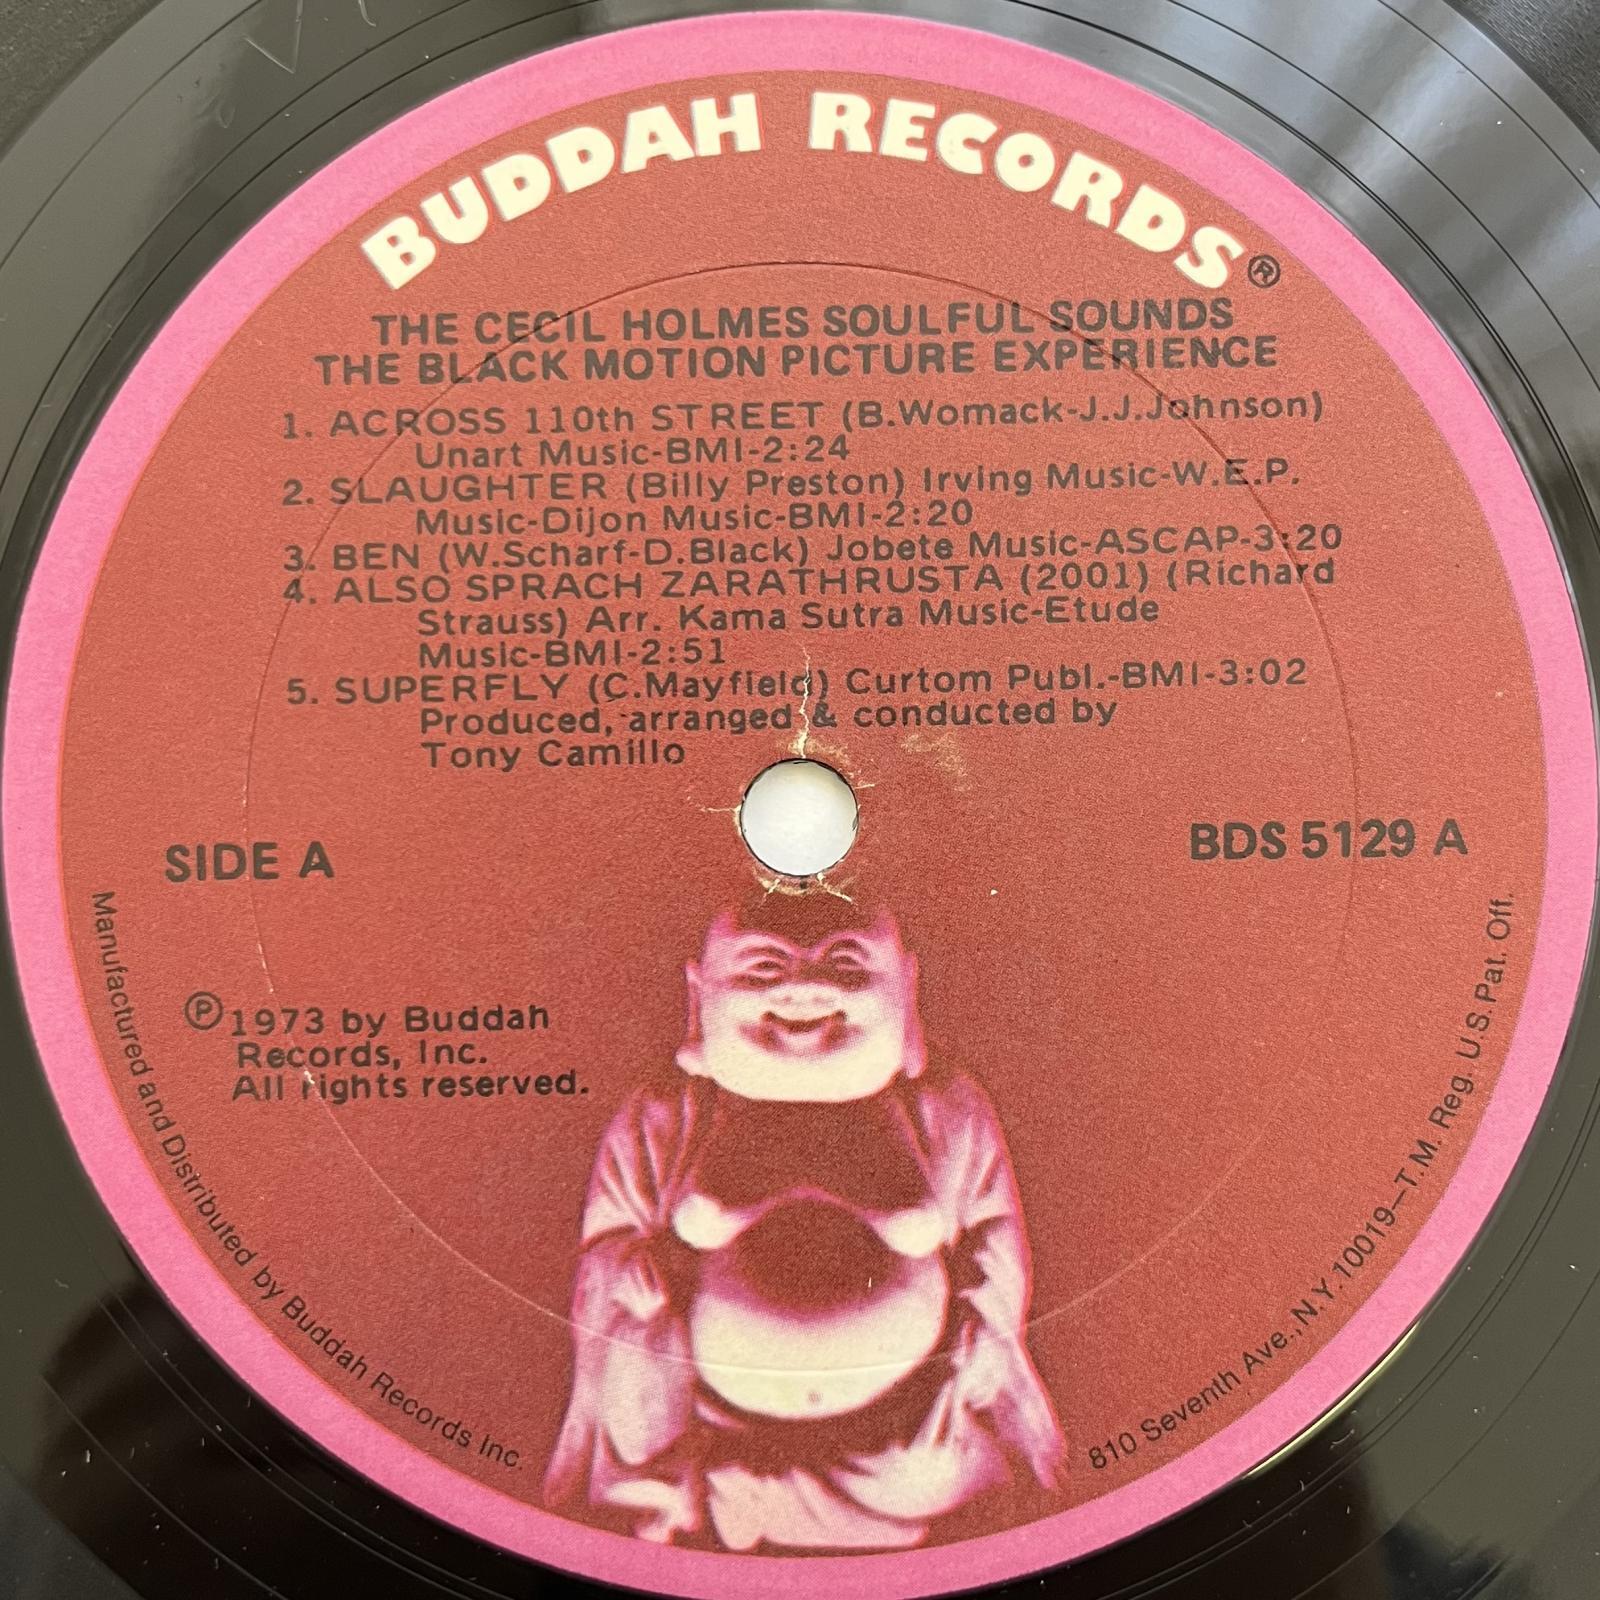 BUDDAH RECORDS®
THE CECIL HOLMES SOULFUL SOUNDS
THE BLACK MOTION PICTURE EXPERIENCE
1. ACROSS 110th STREET (B.Womack-J.J.Johnson)
Unart Music-BMI-2:24
2. SLAUGHTER (Billy Preston) Irving Music-W.E.P.
Music-Dijon Music-BMI-2:20
3. BEN (W.Scharf-D.Black) Jobete Music-ASCAP-3:20
4. ALSO SPRACH ZARATHRUSTA (2001) (Richard
Strauss) Arr. Kama Sutra Music-Etude
Music-BMI-2:51
5. SUPERFLY (C.Mayfield) Curtom Publ.-BMI-3:02
Produced, arranged & conducted by
Tony Camillo
SIDE A
BDS 5129 A
℗1973 by Buddah
Records, Inc.
All rights reserved.
Manufactured and Distributed by Buddah Records Inc.
810 Seventh Ave., N.Y. 10019—T.M. Reg. U.S. Pat. Off.